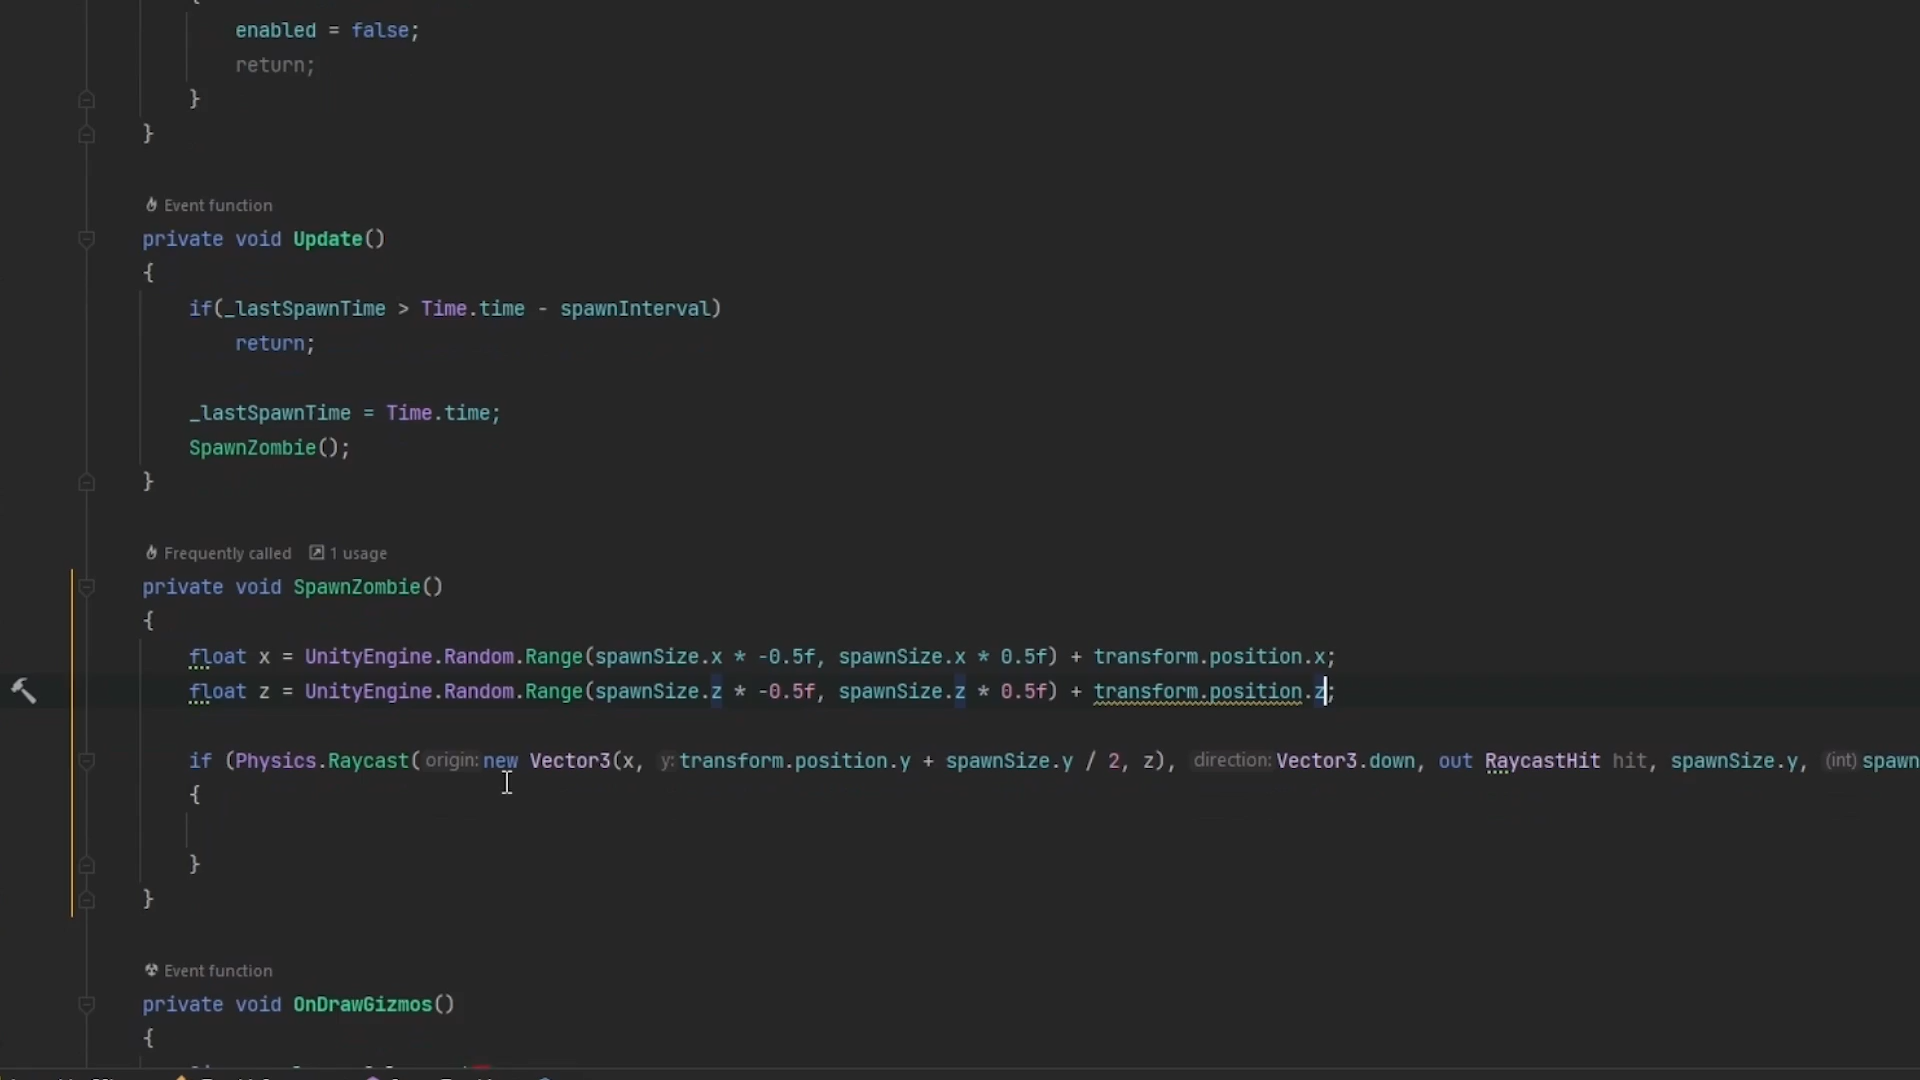 {
enabled = false;
return;
}
}
Event function
private void Update()
{
if(_lastSpawnTime > Time.time - spawnInterval)
return;
_lastSpawnTime = Time.time;
SpawnZombie();
}
Frequently called 1 usage
private void SpawnZombie()
{
float x = UnityEngine.Random.Range(spawnSize.x * -0.5f, spawnSize.x * 0.5f) + transform.position.x;
float z = UnityEngine.Random.Range(spawnSize.z * -0.5f, spawnSize.z * 0.5f) + transform.position.z;
if (Physics.Raycast( origin: new Vector3(x, y: transform.position.y + spawnSize.y / 2, z), direction: Vector3.down, out RaycastHit hit, spawnSize.y, (int) spawn
{
}
}
Event function
private void OnDrawGizmos()
{